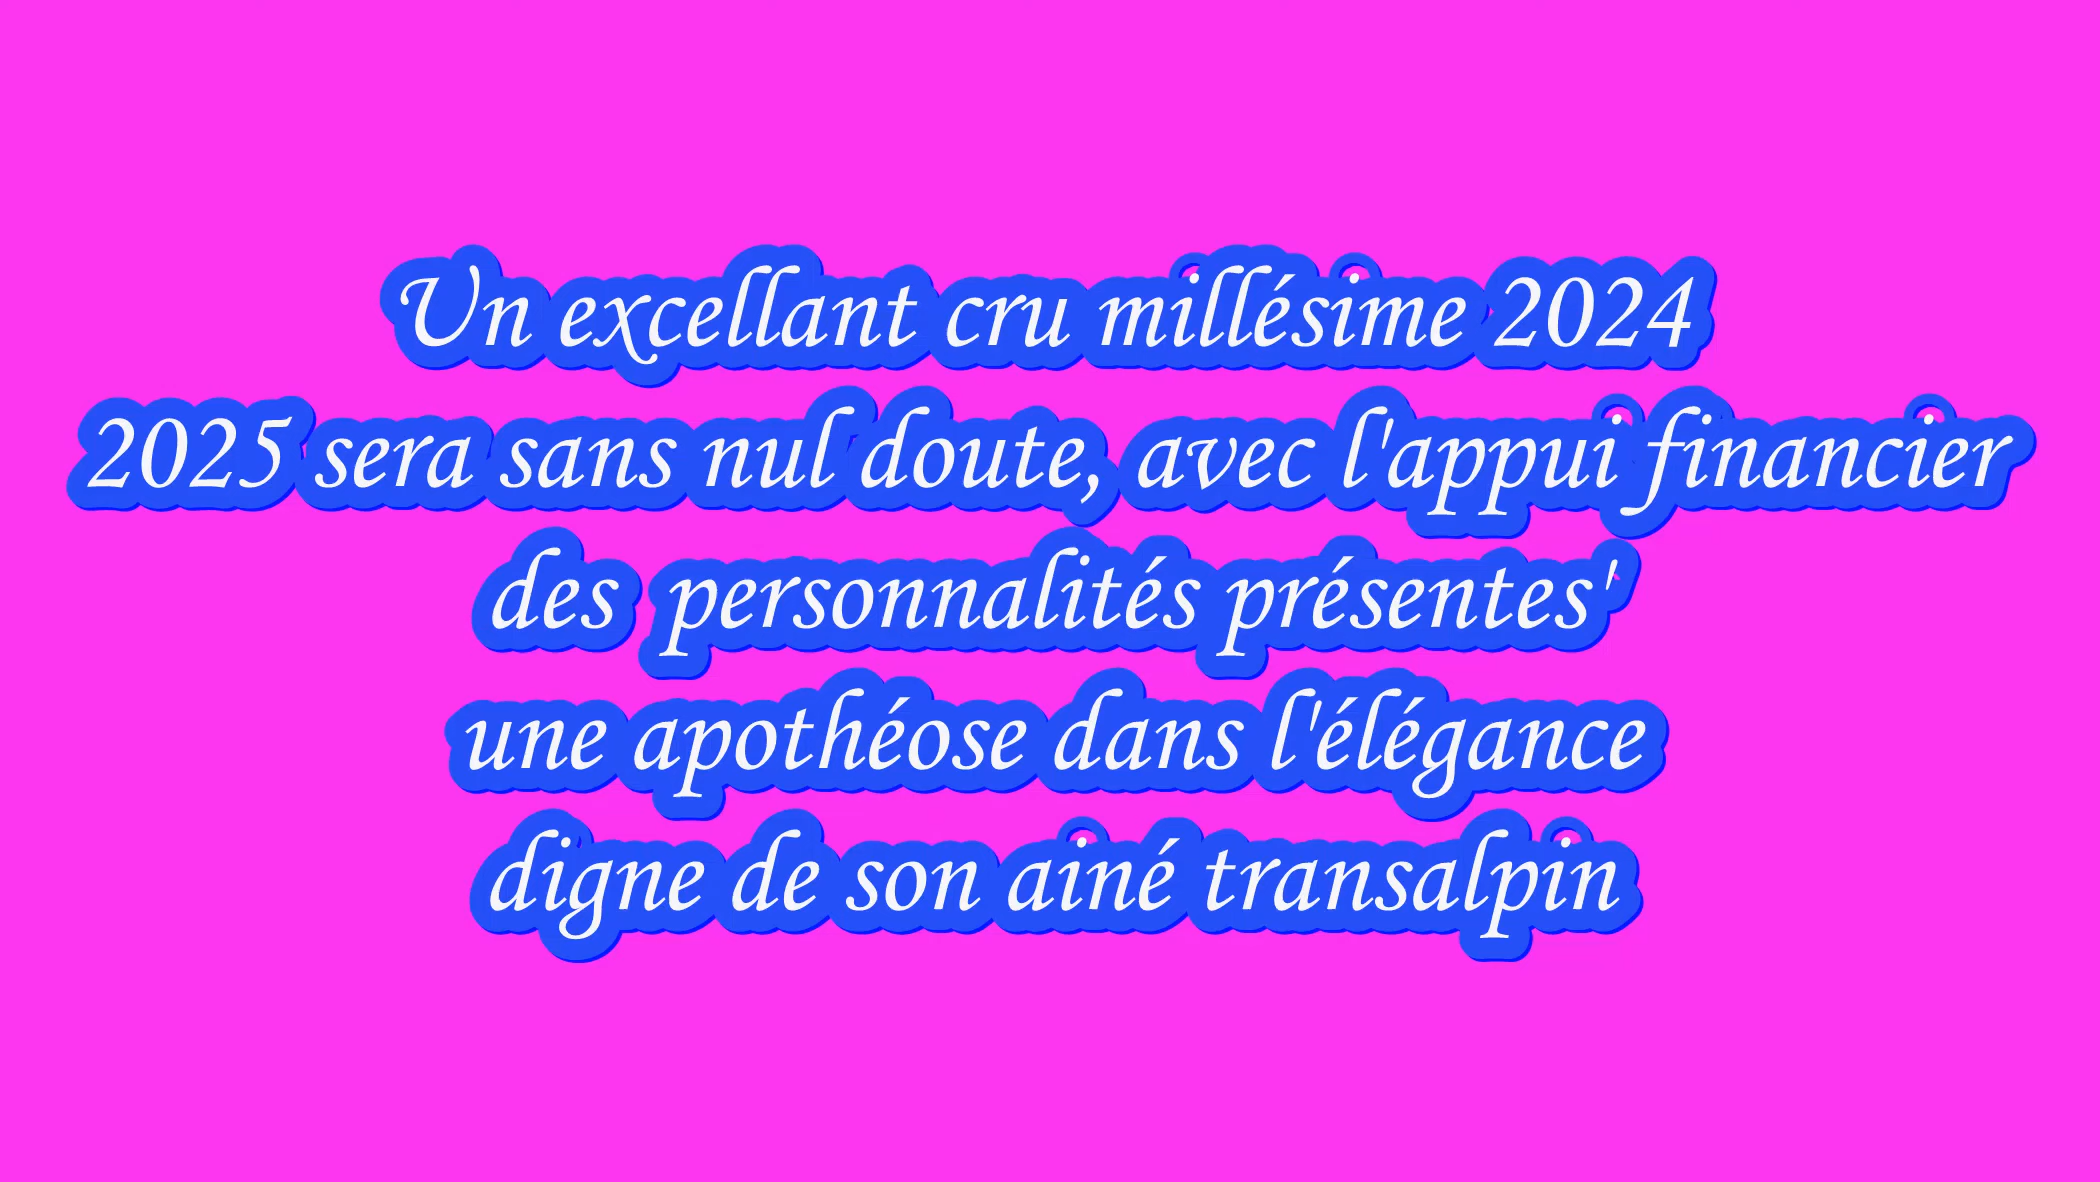 Un excellant cru millésime 2024
2025 sera sans nul doute, avec l'appui financier
des  personnalités présentes'
une apothéose dans l'élégance
digne de son ainé transalpin